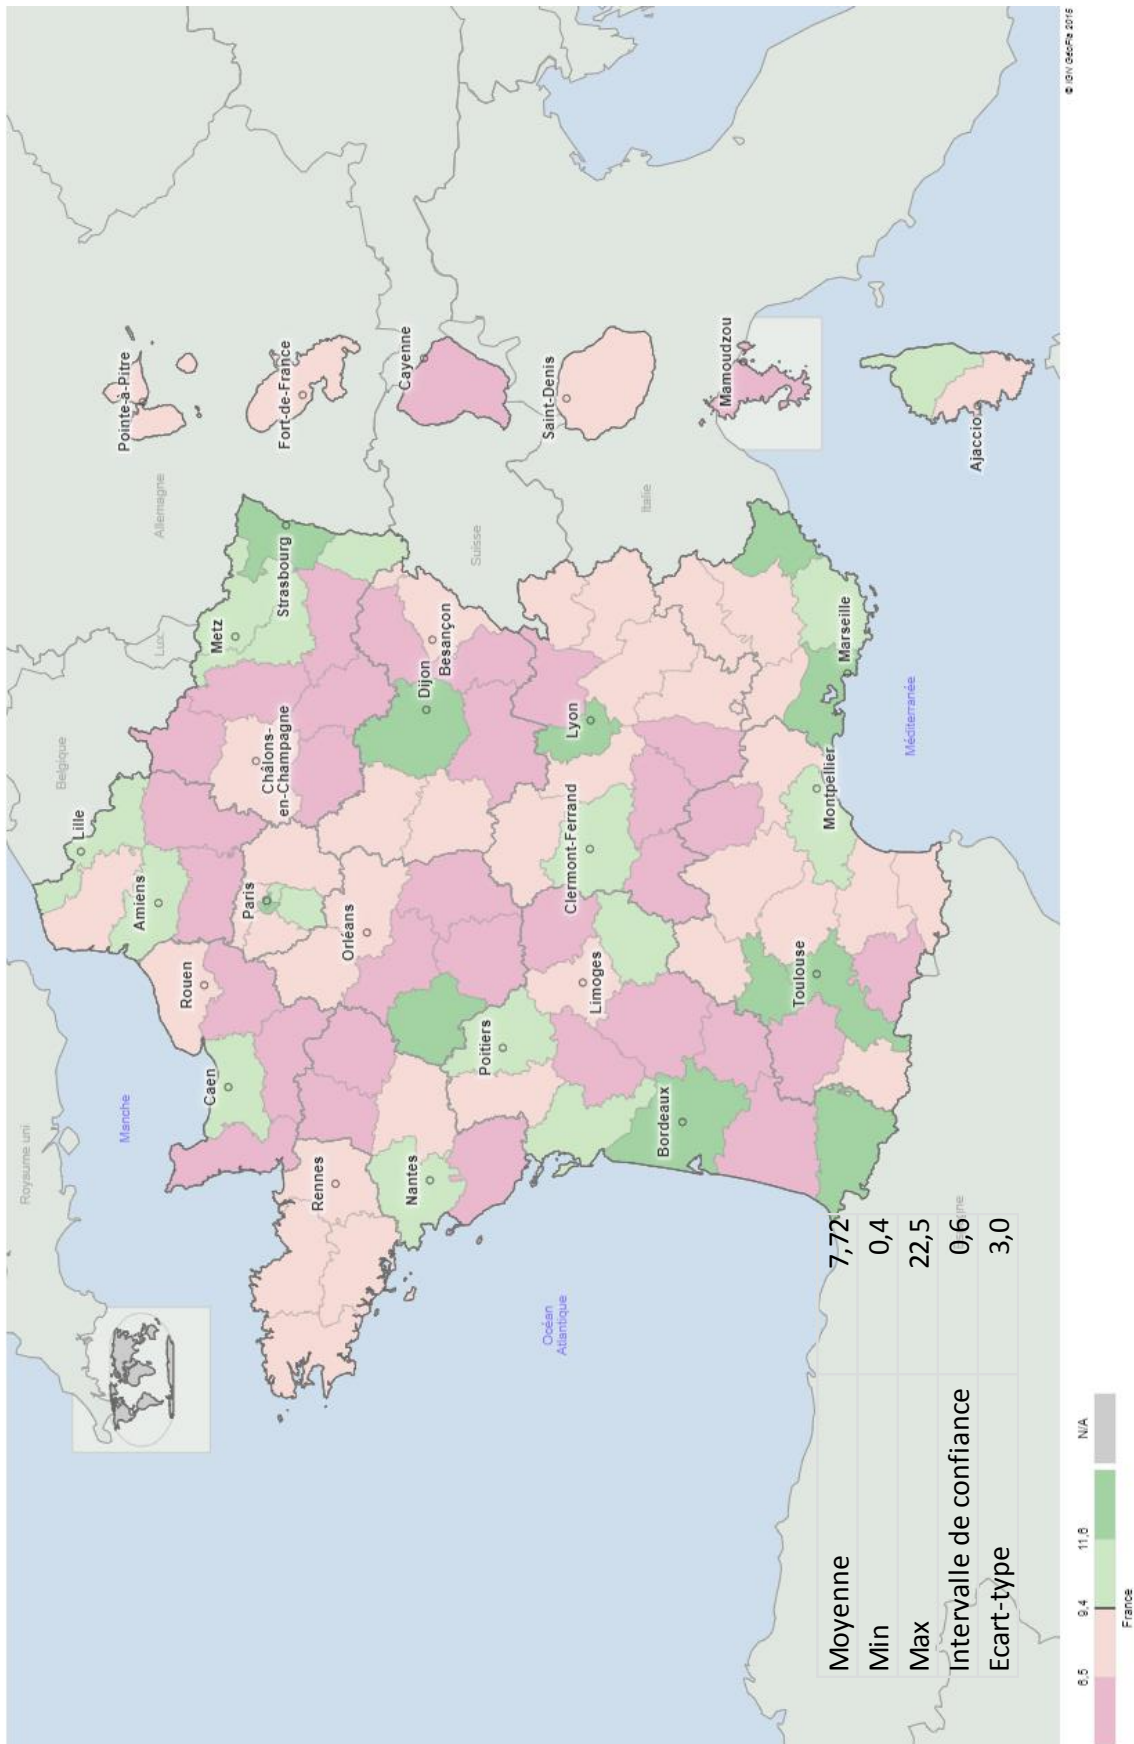 Royaume uni
Manche
Belgique
Lux.
Allemagne
Suisse
Italie
Océan
Atlantique
Méditerranée
Lille
Amiens
Rouen
Caen
Paris
Metz
Strasbourg
Châlons-
en-Champagne
Rennes
Orléans
Nantes
Dijon
Besançon
Poitiers
Limoges
Clermont-Ferrand
Lyon
Bordeaux
Toulouse
Montpellier
Marseille
Ajaccio
Pointe-à-Pitre
Fort-de-France
Cayenne
Saint-Denis
Mamoudzou
Moyenne 7,72
Min 0,4
Max 22,5
Intervalle de confiance 0,6
Ecart-type 3,0
9,4 11,6 N/A
France
© IGN GéoFla 2015